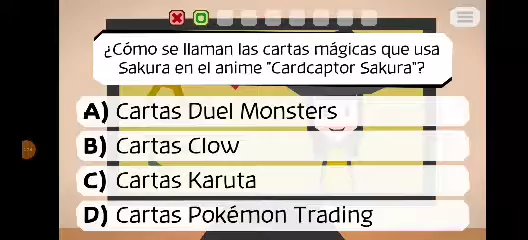 ¿Cómo se llaman las cartas mágicas que usa
Sakura en el anime "Cardcaptor Sakura"?
A) Cartas Duel Monsters
B) Cartas Clow
C) Cartas Karuta
D) Cartas Pokémon Trading